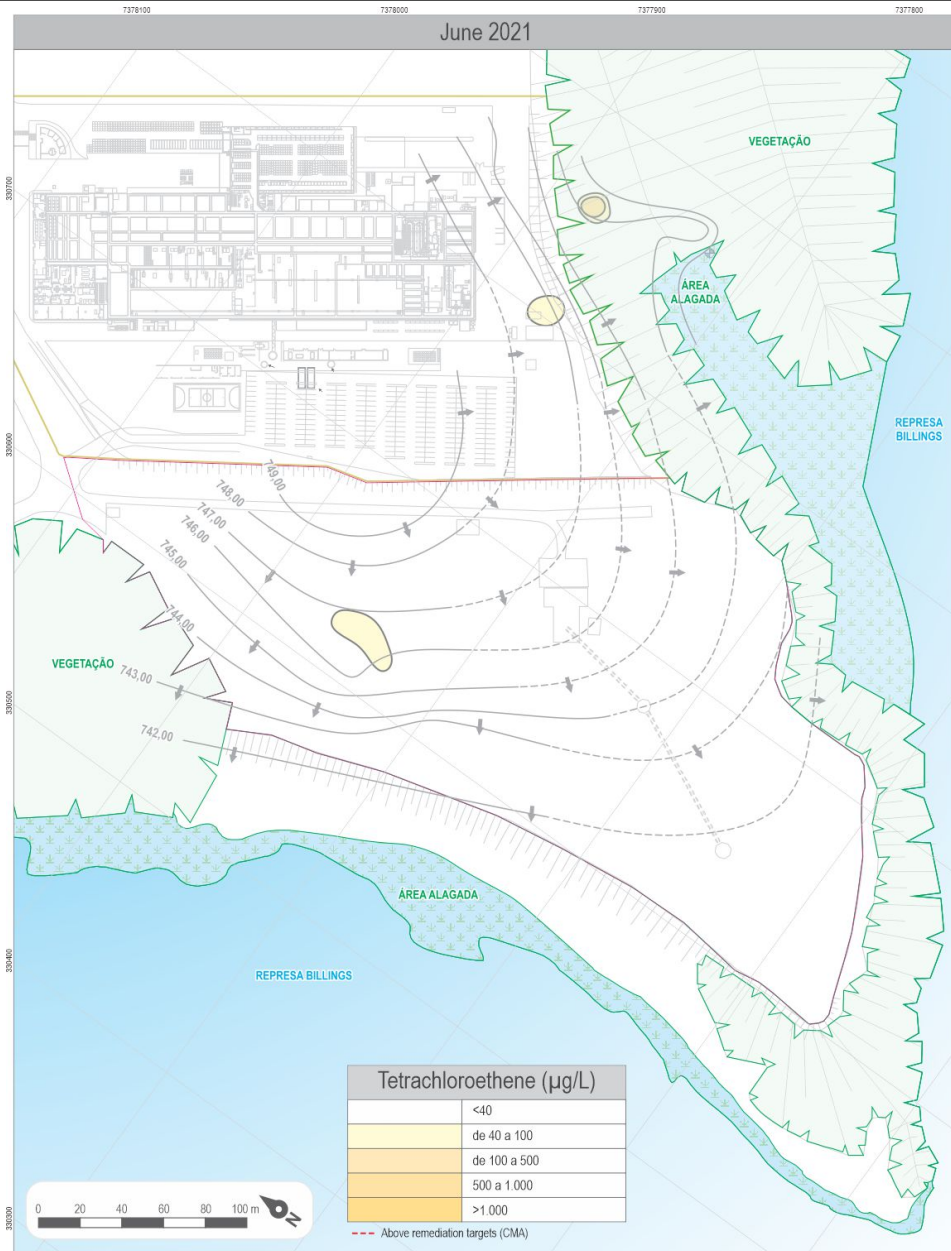 7378100
7378000
7377900
7377800
June 2021
330700
VEGETAÇÃO
ÁREA
ALAGADA
REPRESA
BILLINGS
330600
749,00
748,00
747,00
746,00
745,00
744,00
743,00
742,00
VEGETAÇÃO
330500
ÁREA ALAGADA
REPRESA BILLINGS
330400
Tetrachloroethene (µg/L)
<40
de 40 a 100
de 100 a 500
500 a 1.000
>1.000
Above remediation targets (CMA)
0 20 40 60 80 100 m
N
330300